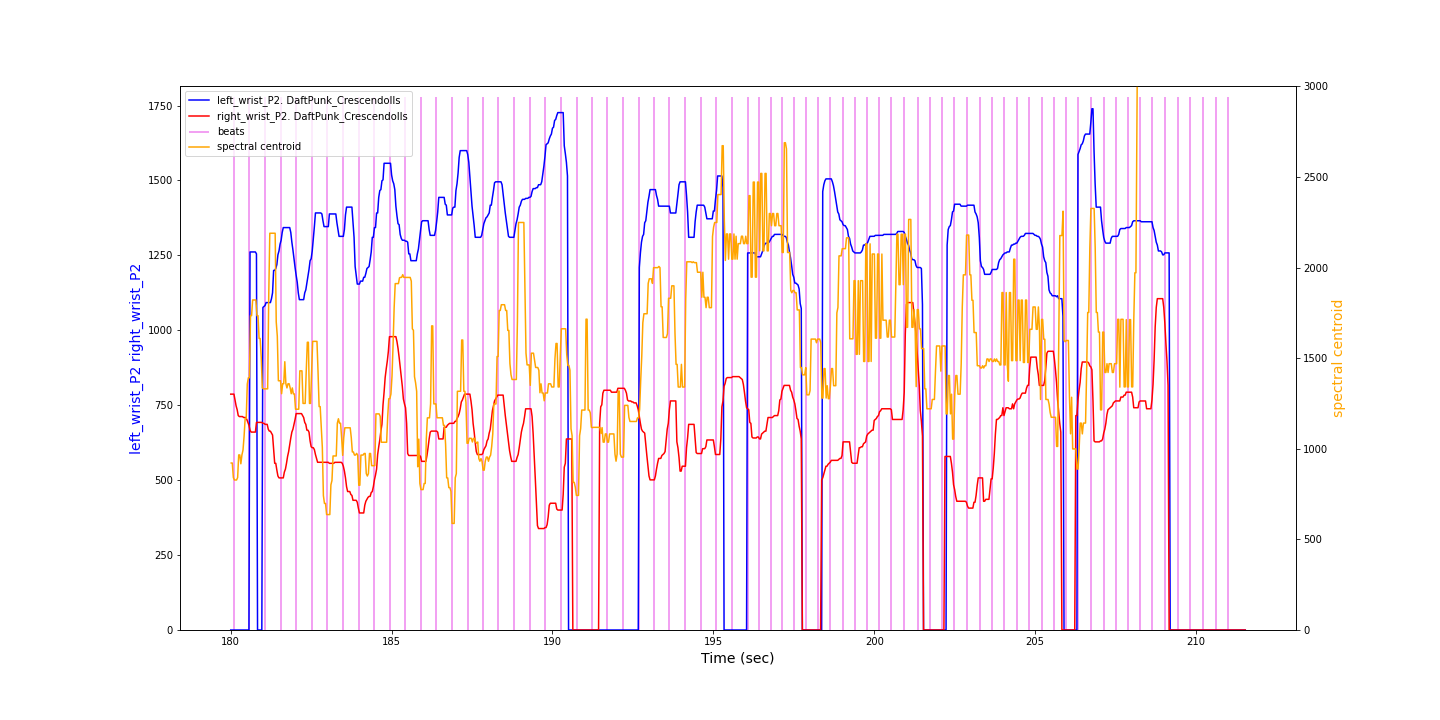 left_wrist_P2. DaftPunk_Crescendolls
right_wrist_P2. DaftPunk_Crescendolls
beats
spectral centroid
left_wrist_P2 right_wrist_P2
1750
1500
1250
1000
750
500
250
0
180 185 190 195 200 205 210
Time (sec)
3000
2500
2000
1500
1000
500
0
spectral centroid